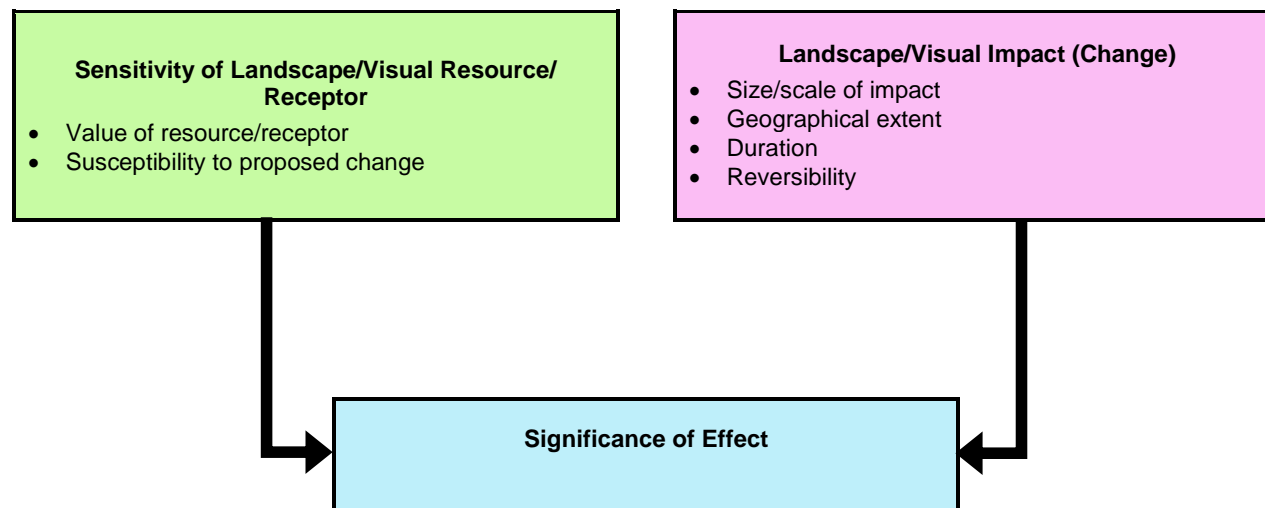 Sensitivity of Landscape/Visual Resource/
Receptor
• Value of resource/receptor
• Susceptibility to proposed change
Landscape/Visual Impact (Change)
• Size/scale of impact
• Geographical extent
• Duration
• Reversibility
Significance of Effect